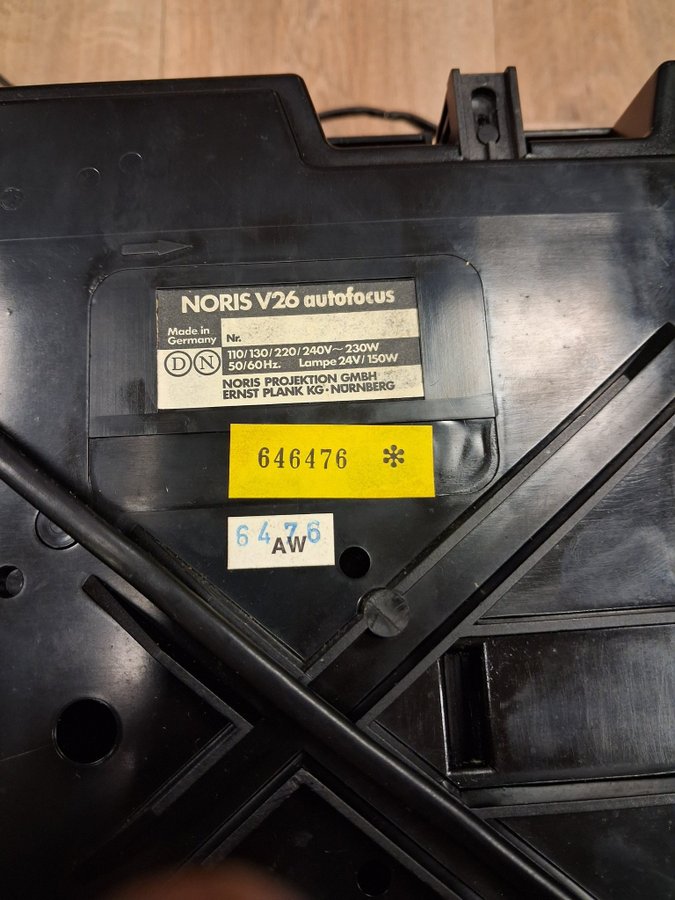 NORIS V26 autofocus
Made in
Germany
Nr.
D N
110/130/220/240V~230W
50/60Hz. Lampe 24V/150W
NORIS PROJEKTION GMBH
ERNST PLANK KG·NÜRNBERG
646476 *
6476
AW